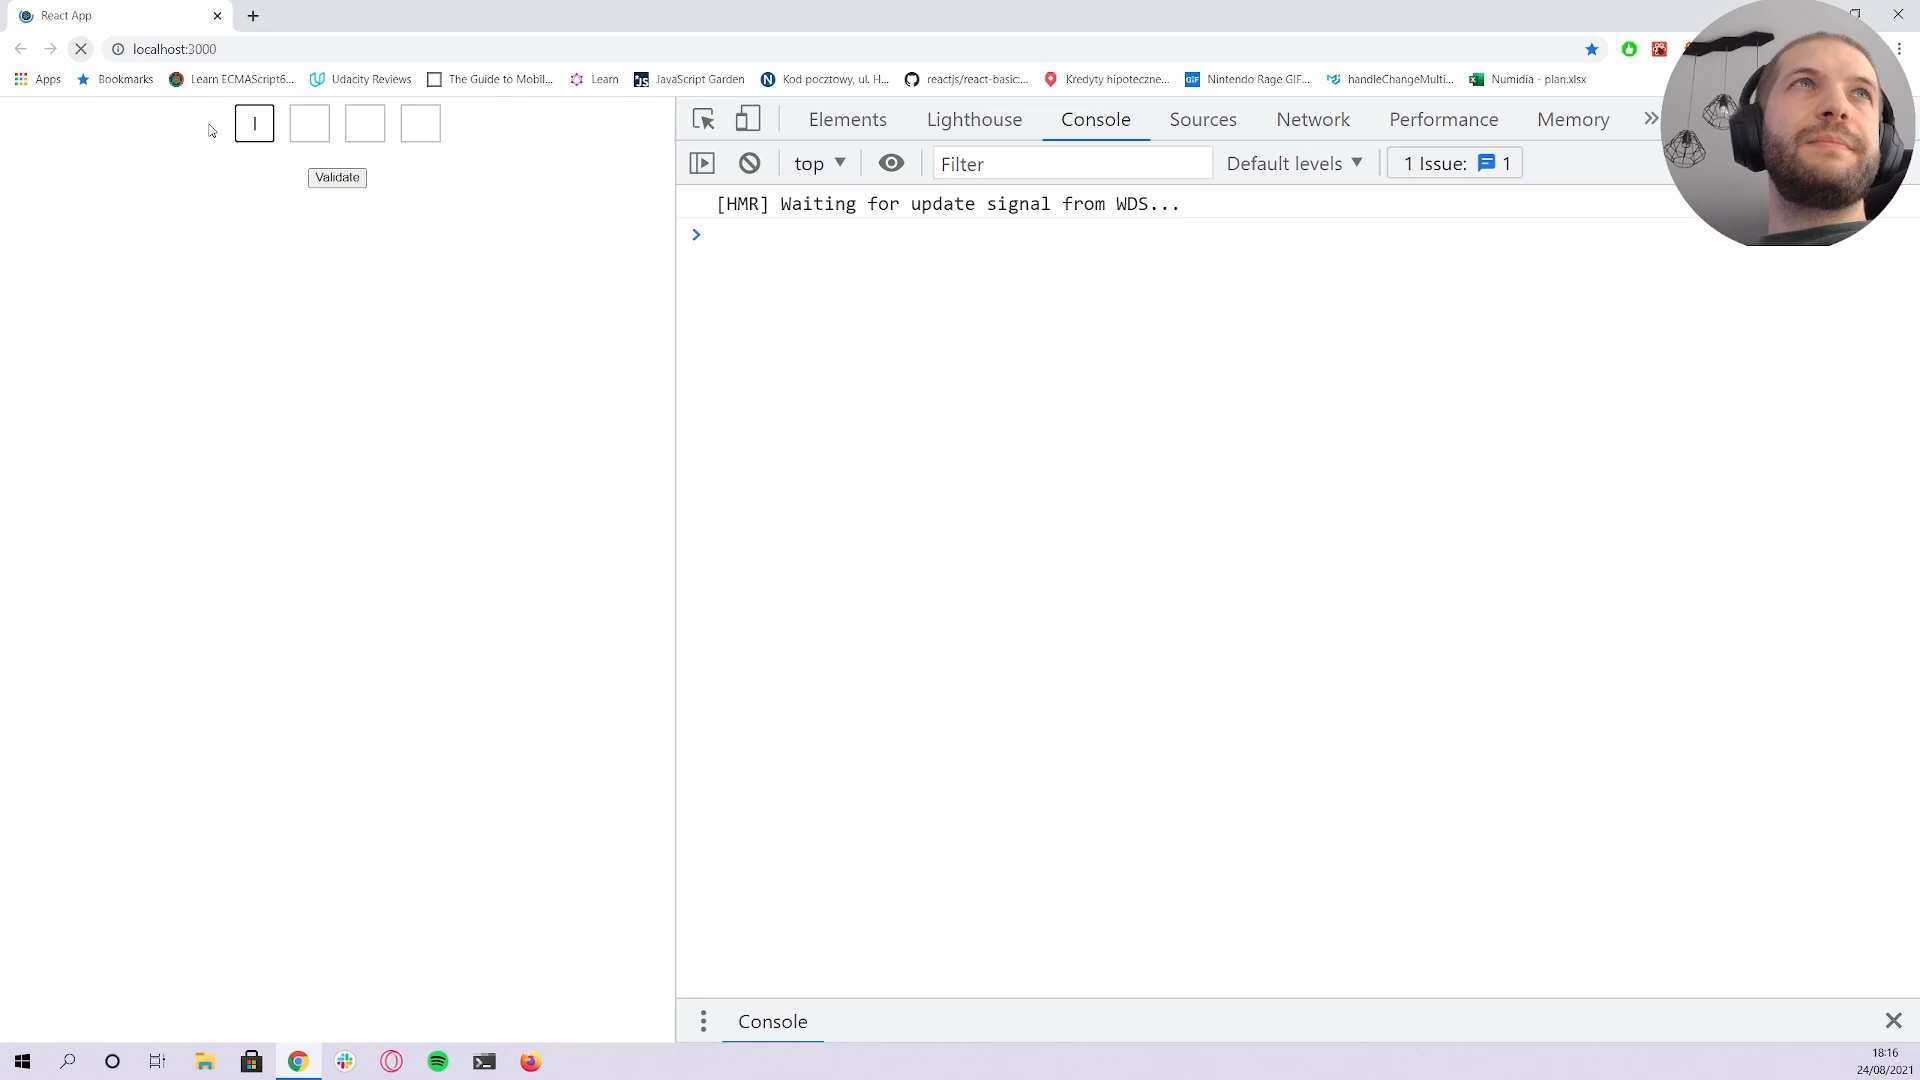 React App
localhost:3000
Apps Bookmarks Learn ECMAScript6... Udacity Reviews The Guide to Mobil... Learn JavaScript Garden Kod pocztowy, ul. H... reactjs/react-basic:... Kredyty hipoteczne... GIF Nintendo Rage GIF... handleChangeMulti... Numidia - plan.xlsx
Validate
Elements Lighthouse Console Sources Network Performance Memory
top Filter Default levels 1 Issue: 1
[HMR] Waiting for update signal from WDS...
Console
18:16
24/08/2021